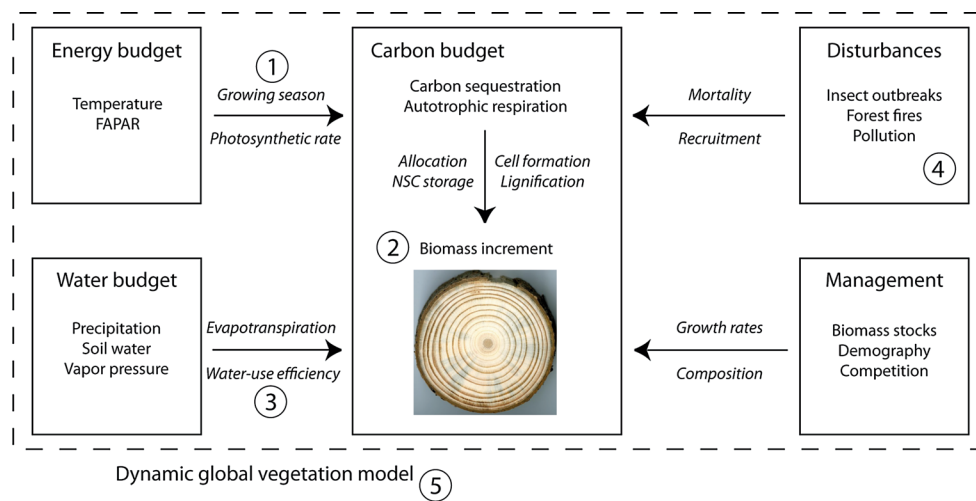 Energy budget
Temperature
FAPAR
1
Growing season
Photosynthetic rate
Carbon budget
Carbon sequestration
Autotrophic respiration
Allocation
NSC storage
Cell formation
Lignification
2
Biomass increment
Mortality
Recruitment
Disturbances
Insect outbreaks
Forest fires
Pollution
4
Water budget
Precipitation
Soil water
Vapor pressure
Evapotranspiration
Water-use efficiency
3
Growth rates
Composition
Management
Biomass stocks
Demography
Competition
Dynamic global vegetation model
5